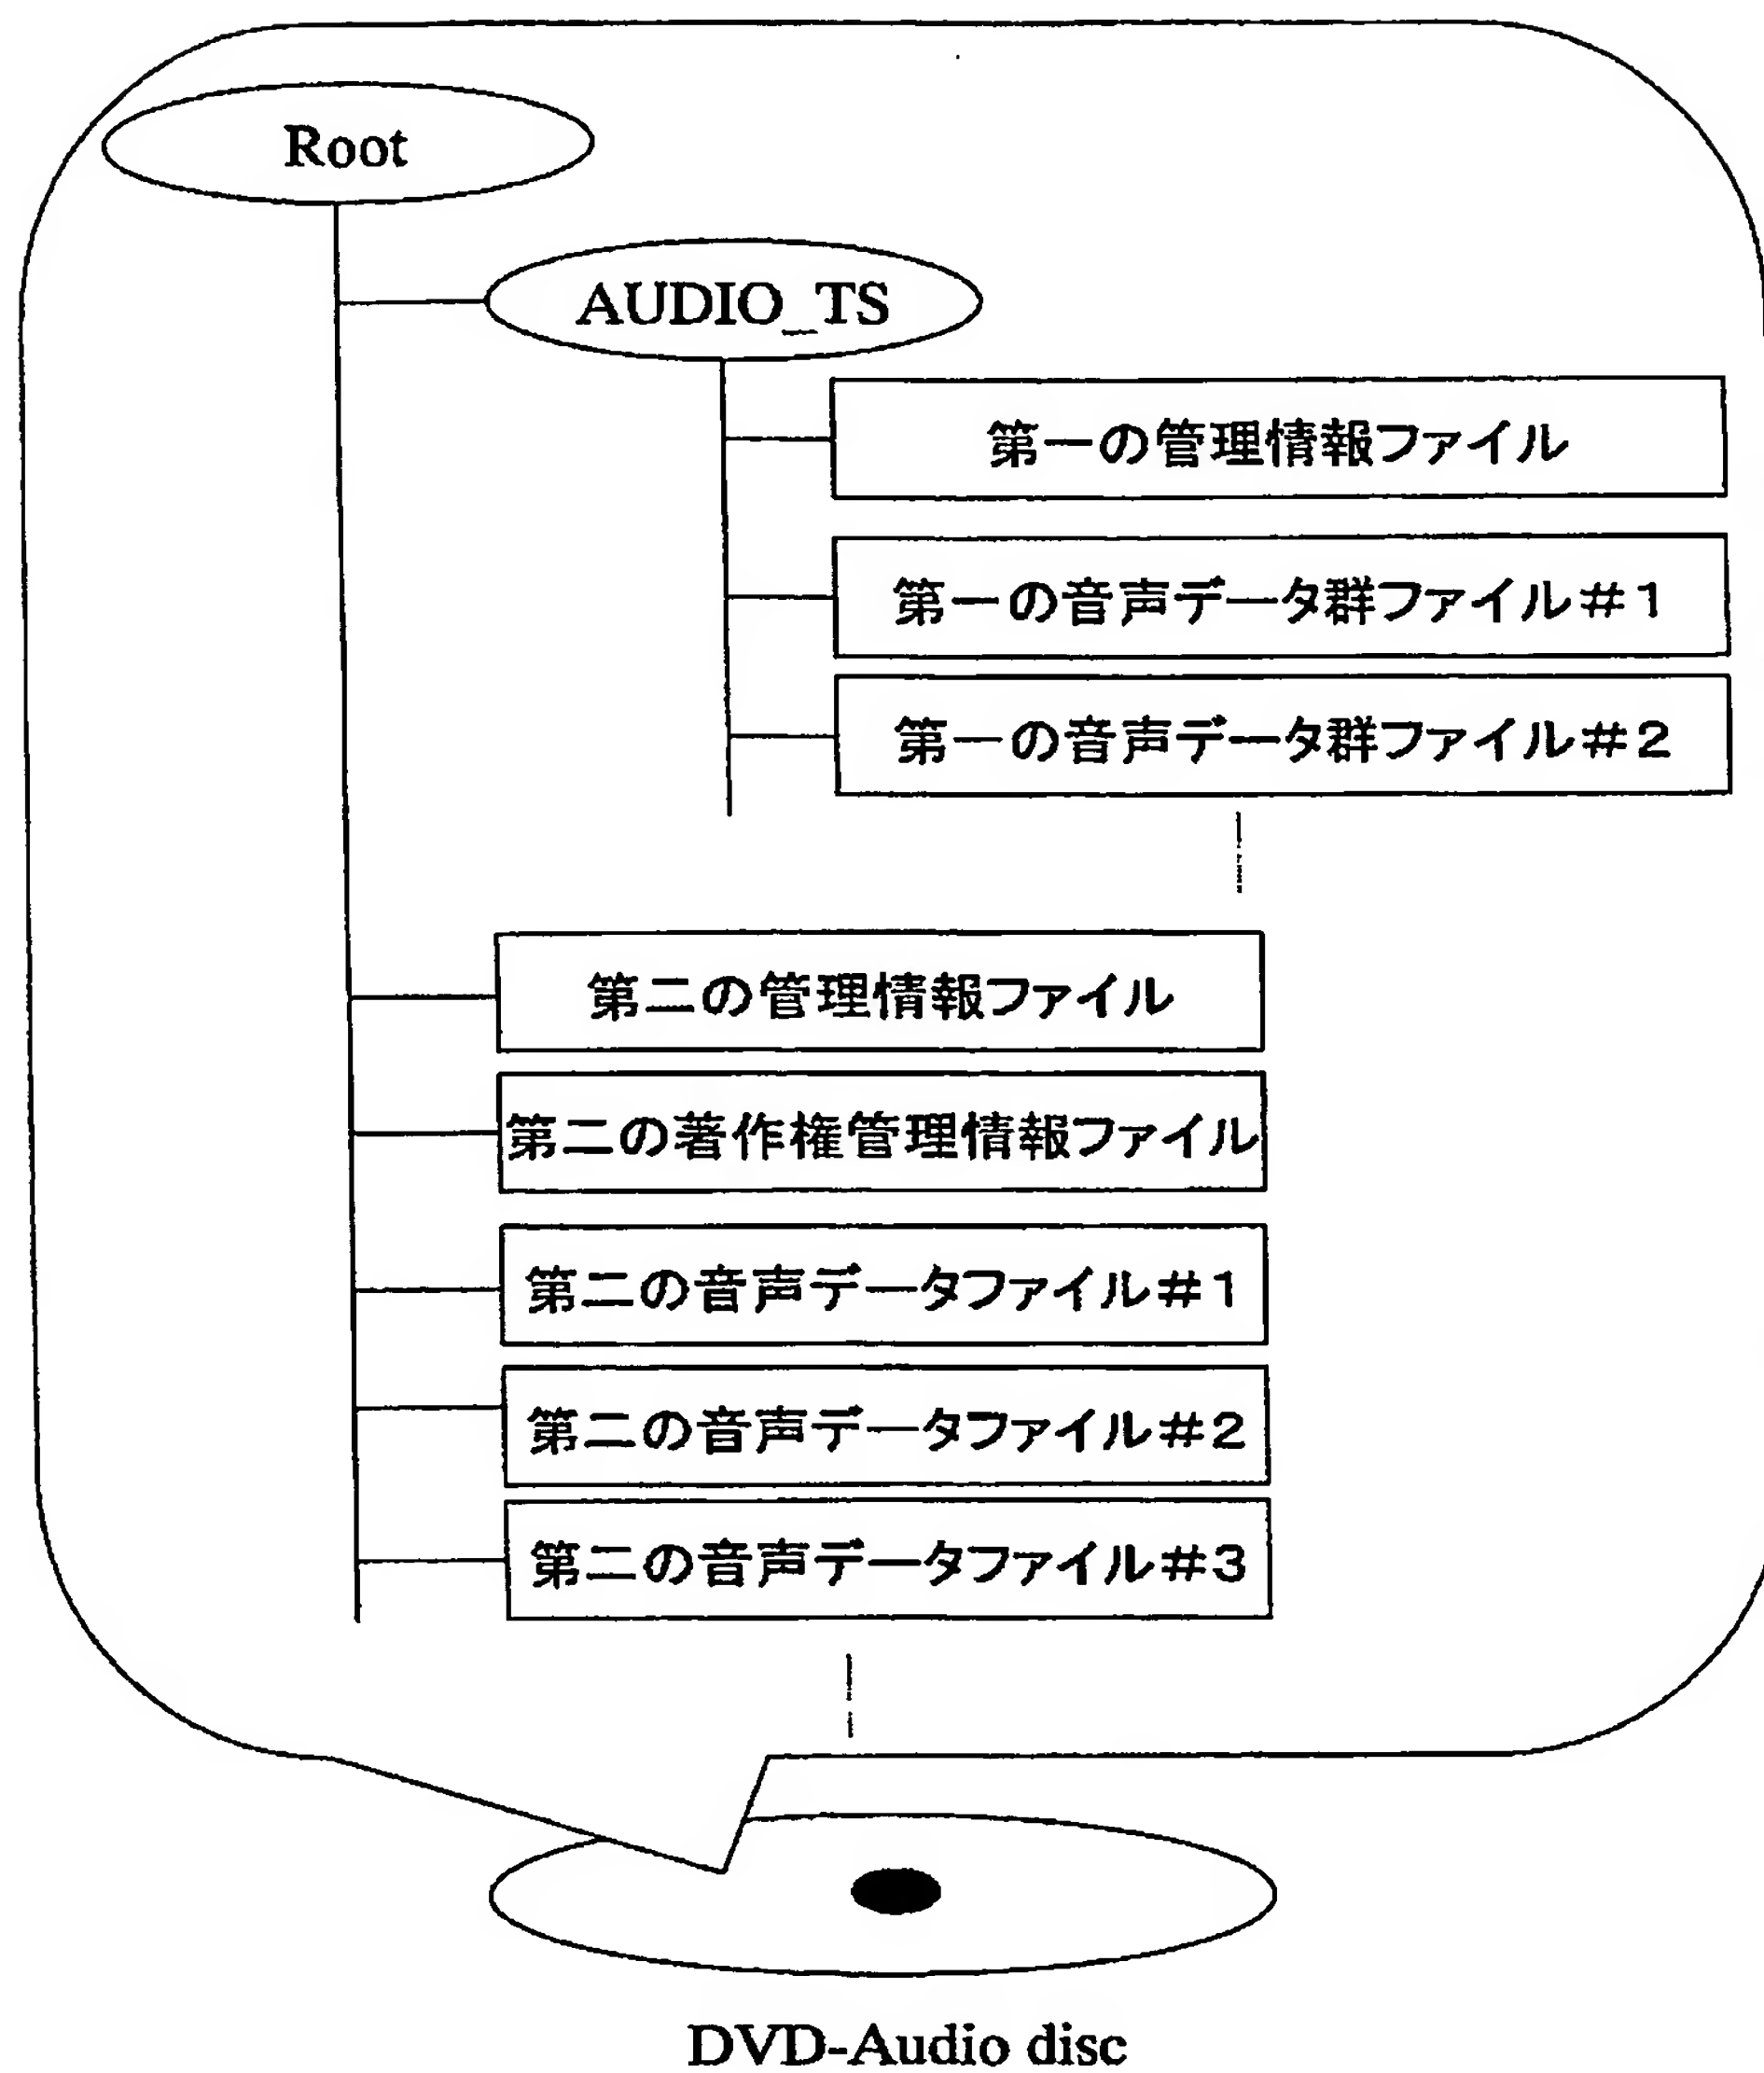 Root
AUDIO_TS
第一の管理情報ファイル
第一の音声データ群ファイル＃１
第一の音声データ群ファイル＃２
第二の管理情報ファイル
第二の著作権管理情報ファイル
第二の音声データファイル＃１
第二の音声データファイル＃２
第二の音声データファイル＃３
DVD-Audio disc